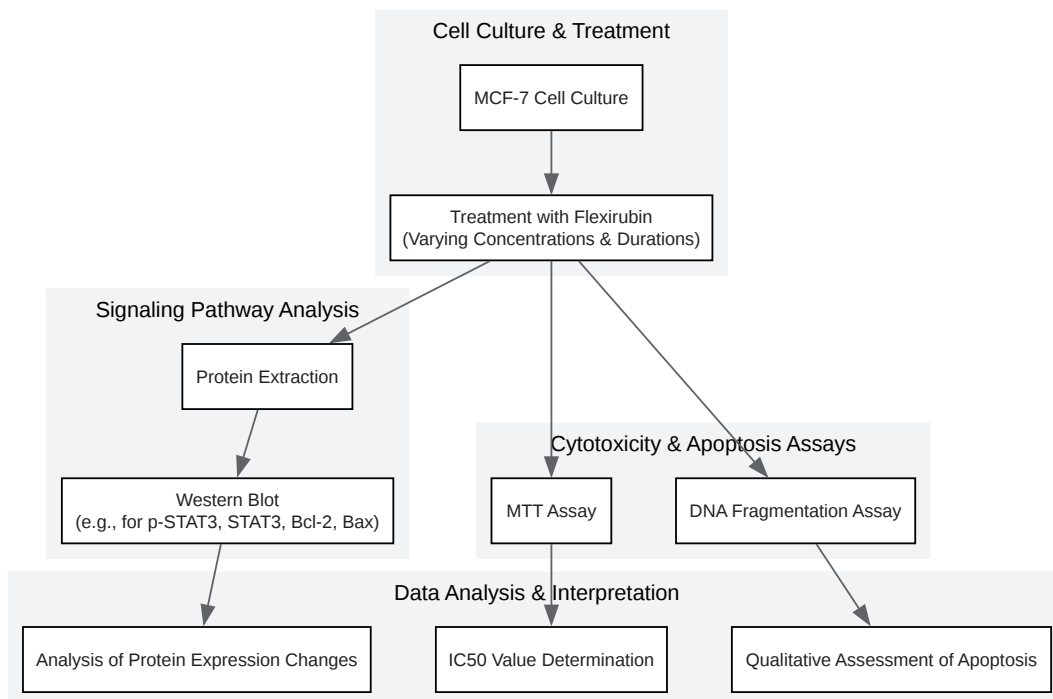 Cell Culture & Treatment
MCF-7 Cell Culture
Treatment with Flexirubin
(Varying Concentrations & Durations)
Signaling Pathway Analysis
Protein Extraction
Western Blot
(e.g., for p-STAT3, STAT3, Bcl-2, Bax)
Cytotoxicity & Apoptosis Assays
MTT Assay
DNA Fragmentation Assay
Data Analysis & Interpretation
Analysis of Protein Expression Changes
IC50 Value Determination
Qualitative Assessment of Apoptosis